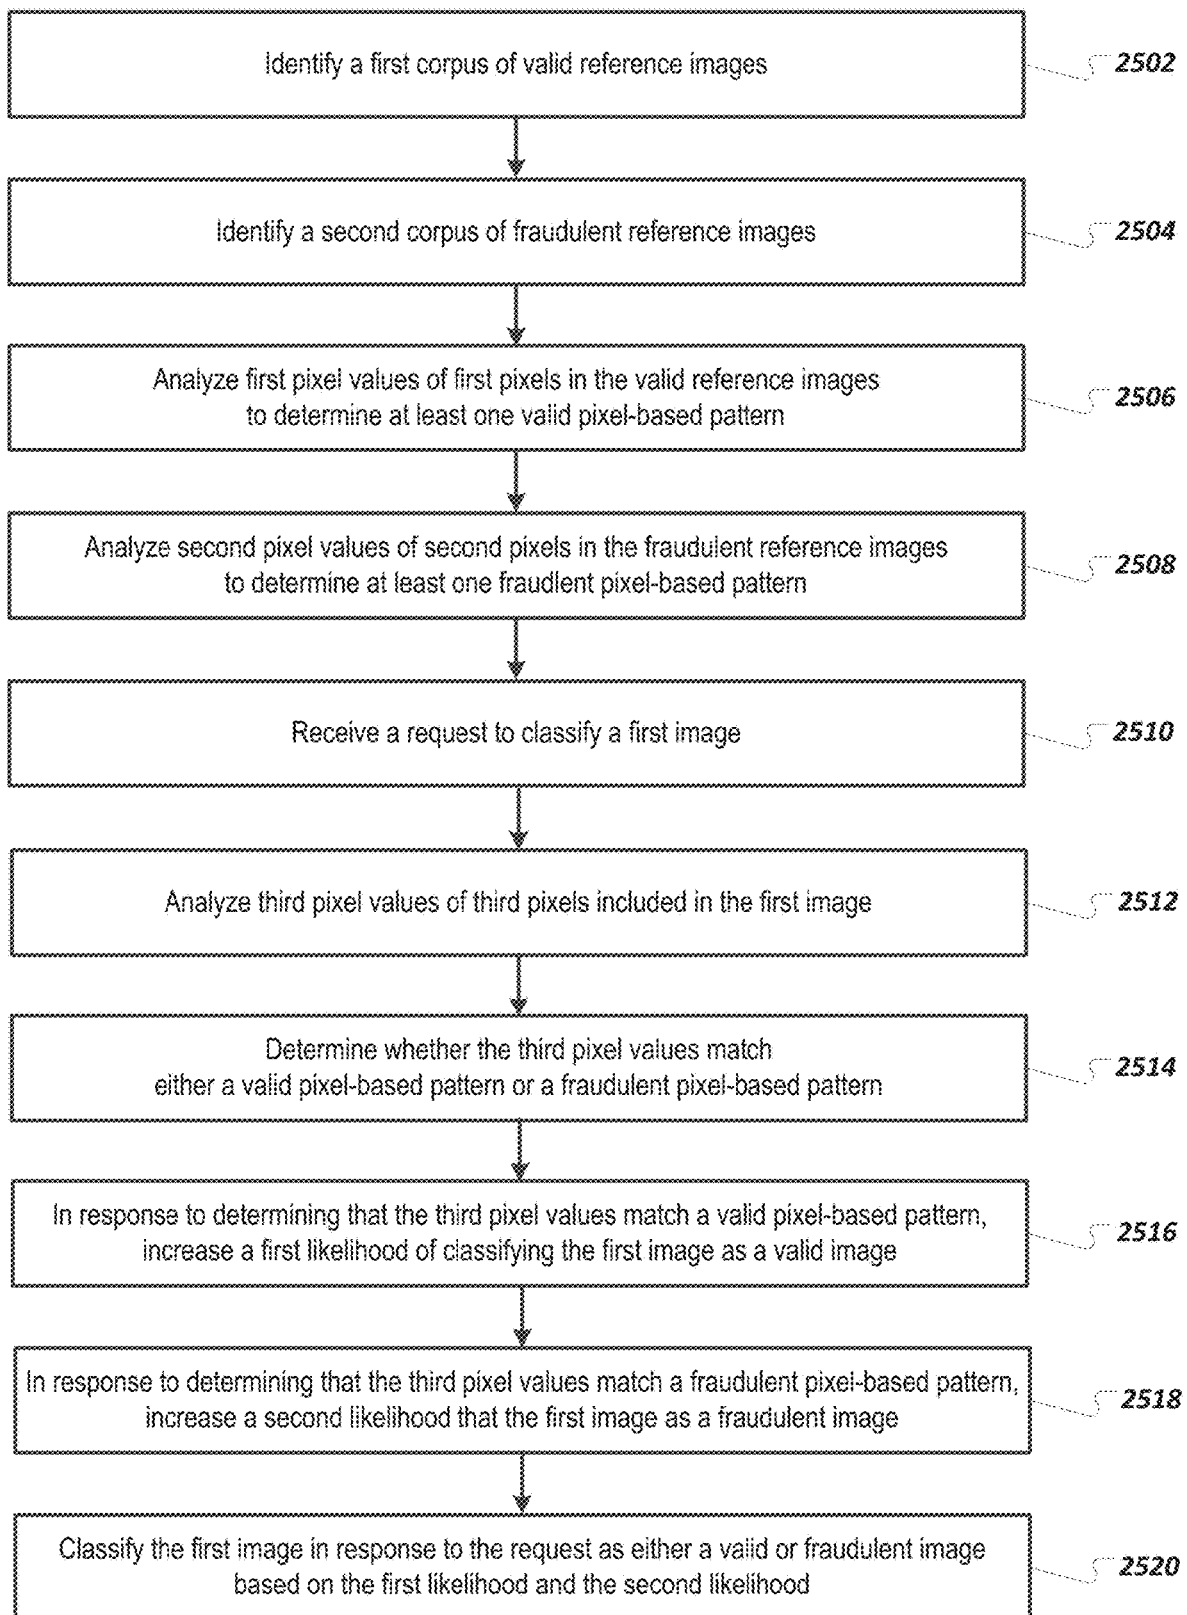 Identify a first corpus of valid reference images
2502
Identify a second corpus of fraudulent reference images
2504
Analyze first pixel values of first pixels in the valid reference images
to determine at least one valid pixel-based pattern
2506
Analyze second pixel values of second pixels in the fraudulent reference images
to determine at least one fraudlent pixel-based pattern
2508
Receive a request to classify a first image
2510
Analyze third pixel values of third pixels included in the first image
2512
Determine whether the third pixel values match
either a valid pixel-based pattern or a fraudulent pixel-based pattern
2514
In response to determining that the third pixel values match a valid pixel-based pattern,
increase a first likelihood of classifying the first image as a valid image
2516
In response to determining that the third pixel values match a fraudulent pixel-based pattern,
increase a second likelihood that the first image as a fraudulent image
2518
Classify the first image in response to the request as either a valid or fraudulent image
based on the first likelihood and the second likelihood
2520